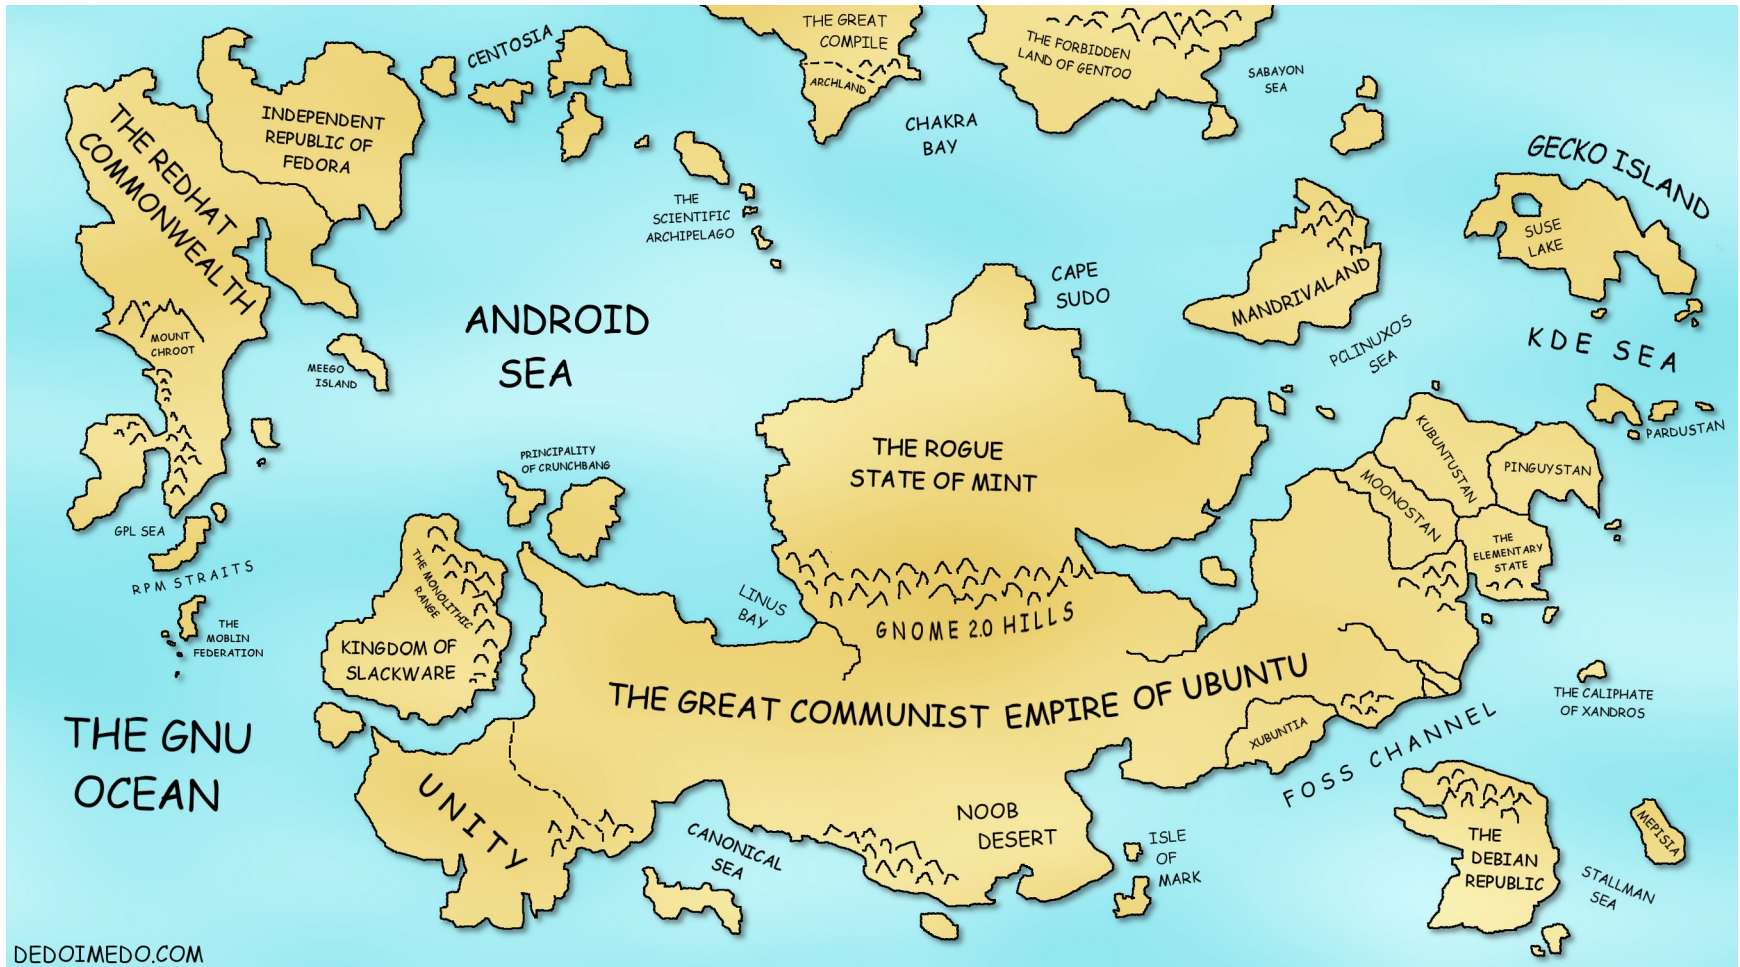 THE GREAT
COMPILE
ARCHLAND
THE FORBIDDEN
LAND OF GENTOO
SABAYON
SEA
CENTOSIA
CHAKRA
BAY
INDEPENDENT
REPUBLIC OF
FEDORA
THE REDHAT
COMMONWEALTH
GECKO ISLAND
SUSE
LAKE
THE
SCIENTIFIC
ARCHIPELAGO
CAPE
SUDO
MANDRIVALAND
ANDROID
SEA
MOUNT
CHROOT
MEEGO
ISLAND
PCLINUXOS
SEA
KDE SEA
PARDUSTAN
THE ROGUE
STATE OF MINT
KUBUNTUSTAN
PINGUYSTAN
MOONOSTAN
THE
ELEMENTARY
STATE
PRINCIPALITY
OF CRUNCHBANG
GPL SEA
RPM STRAITS
THE MONOLITHIC
RANGE
LINUS
BAY
GNOME 2.0 HILLS
THE
MOBLIN
FEDERATION
KINGDOM OF
SLACKWARE
THE GREAT COMMUNIST EMPIRE OF UBUNTU
THE CALIPHATE
OF XANDROS
THE GNU
OCEAN
XUBUNTIA
FOSS CHANNEL
UNITY
NOOB
DESERT
CANONICAL
SEA
ISLE
OF
MARK
THE
DEBIAN
REPUBLIC
MEPISIA
STALLMAN
SEA
DEDOIMEDO.COM